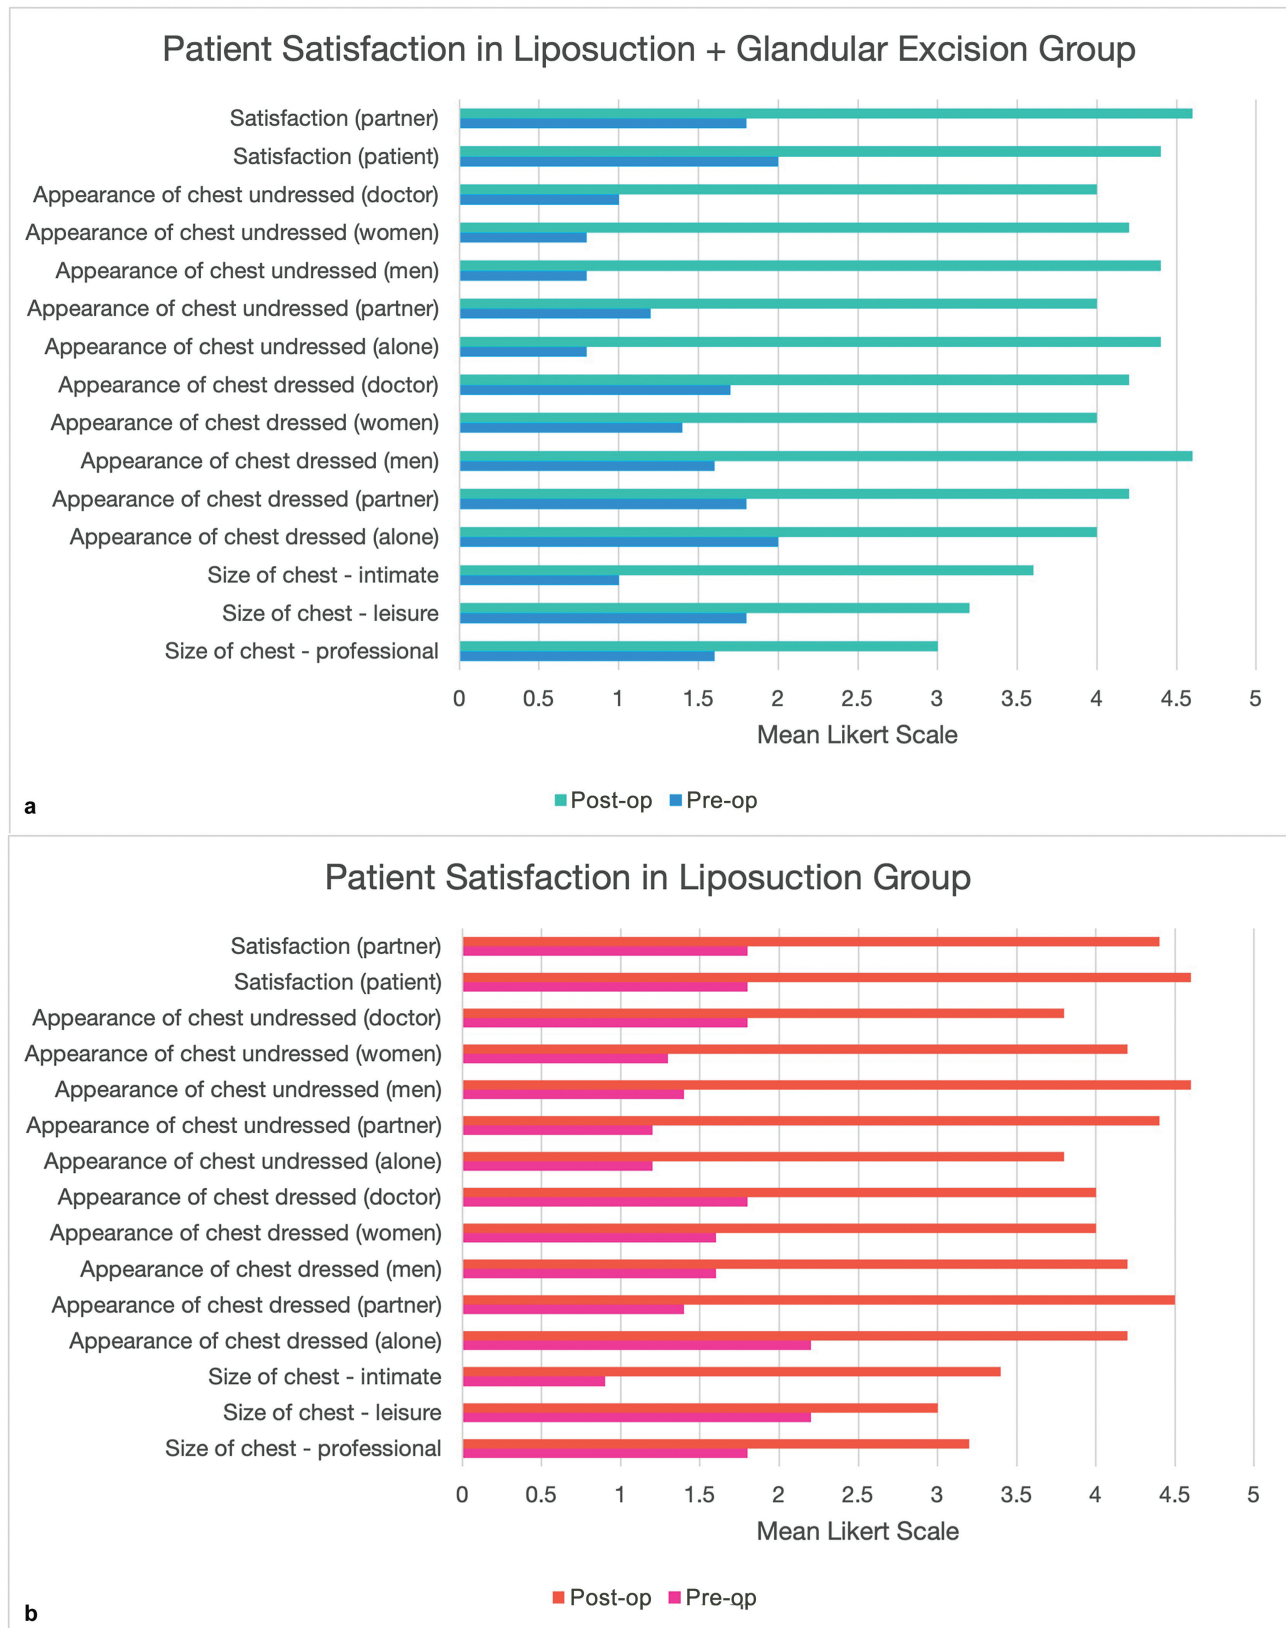 Patient Satisfaction in Liposuction + Glandular Excision Group
Satisfaction (partner)
Satisfaction (patient)
Appearance of chest undressed (doctor)
Appearance of chest undressed (women)
Appearance of chest undressed (men)
Appearance of chest undressed (partner)
Appearance of chest undressed (alone)
Appearance of chest dressed (doctor)
Appearance of chest dressed (women)
Appearance of chest dressed (men)
Appearance of chest dressed (partner)
Appearance of chest dressed (alone)
Size of chest - intimate
Size of chest - leisure
Size of chest - professional
0 0.5 1 1.5 2 2.5 3 3.5 4 4.5 5
Mean Likert Scale
Post-op Pre-op
a
Patient Satisfaction in Liposuction Group
Satisfaction (partner)
Satisfaction (patient)
Appearance of chest undressed (doctor)
Appearance of chest undressed (women)
Appearance of chest undressed (men)
Appearance of chest undressed (partner)
Appearance of chest undressed (alone)
Appearance of chest dressed (doctor)
Appearance of chest dressed (women)
Appearance of chest dressed (men)
Appearance of chest dressed (partner)
Appearance of chest dressed (alone)
Size of chest - intimate
Size of chest - leisure
Size of chest - professional
0 0.5 1 1.5 2 2.5 3 3.5 4 4.5 5
Mean Likert Scale
Post-op Pre-op
b